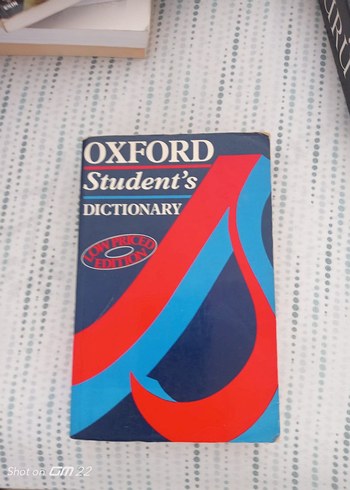 OXFORD
Student's
DICTIONARY
LOW PRICED
EDITION
Shot on GM 22